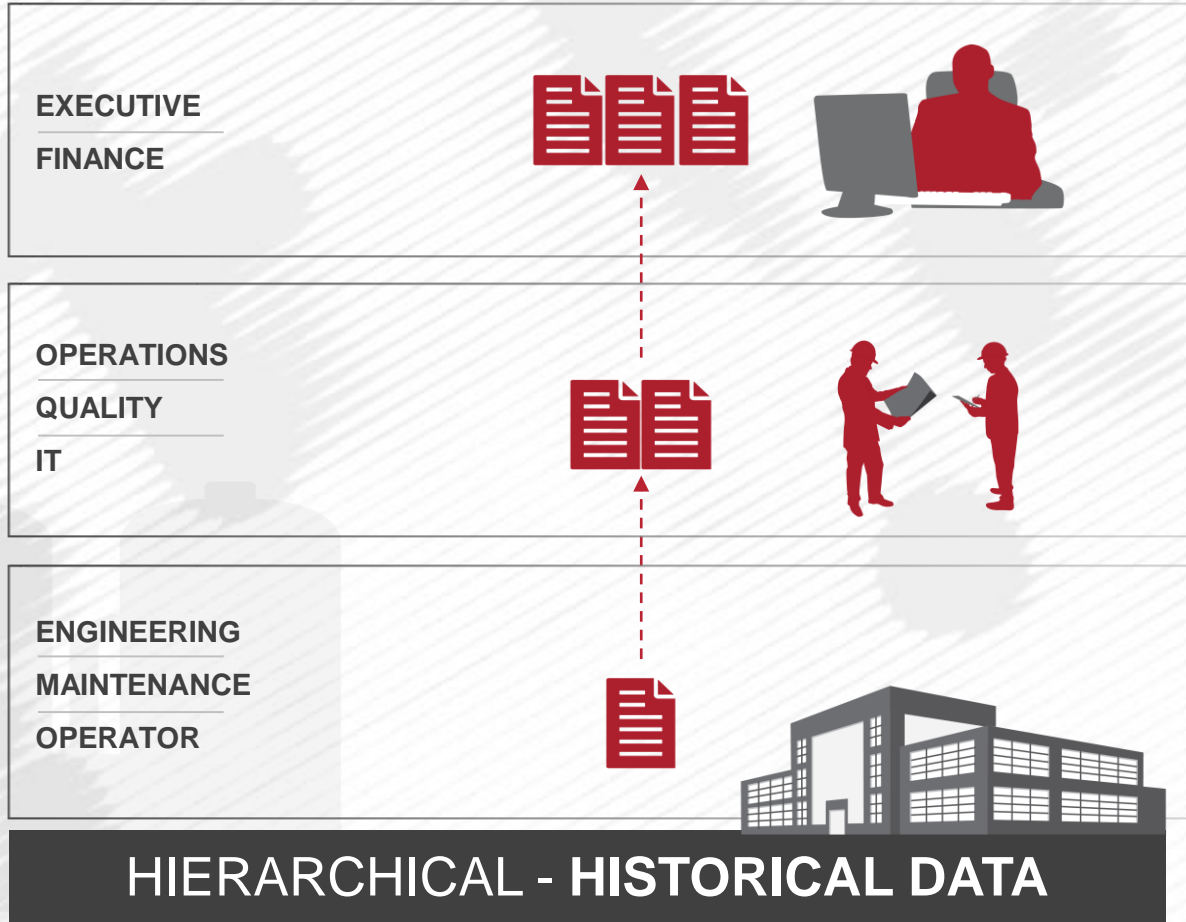 EXECUTIVE
FINANCE
OPERATIONS
QUALITY
IT
ENGINEERING
MAINTENANCE
OPERATOR
HIERARCHICAL - HISTORICAL DATA